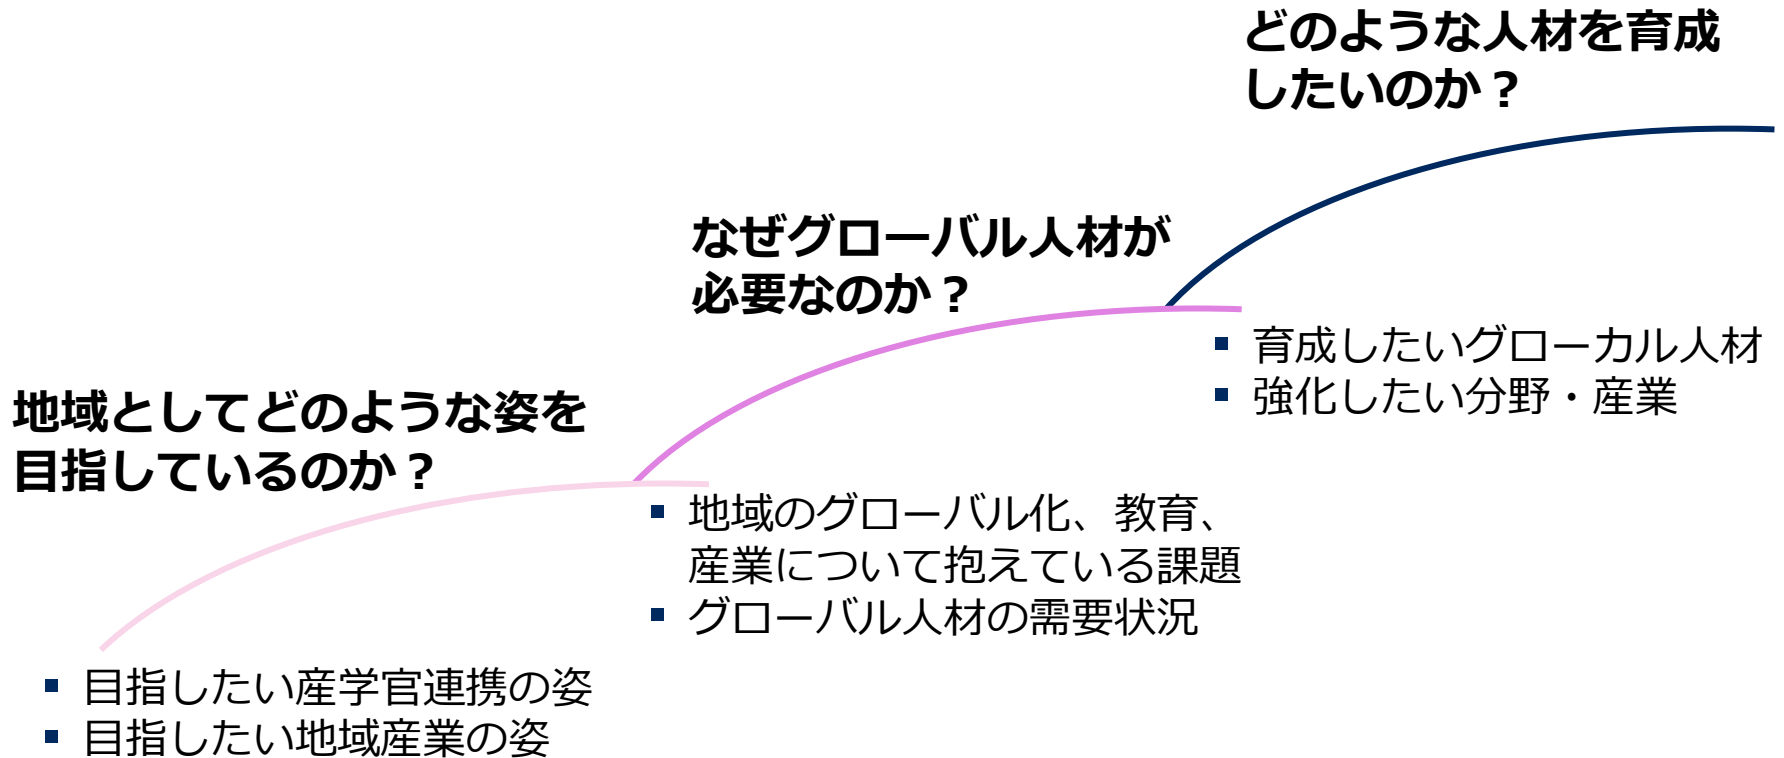 どのような人材を育成
したいのか？
なぜグローバル人材が
必要なのか？
▪ 育成したいグローカル人材
▪ 強化したい分野・産業
地域としてどのような姿を
目指しているのか？
▪ 地域のグローバル化、教育、
産業について抱えている課題
▪ グローバル人材の需要状況
▪ 目指したい産学官連携の姿
▪ 目指したい地域産業の姿